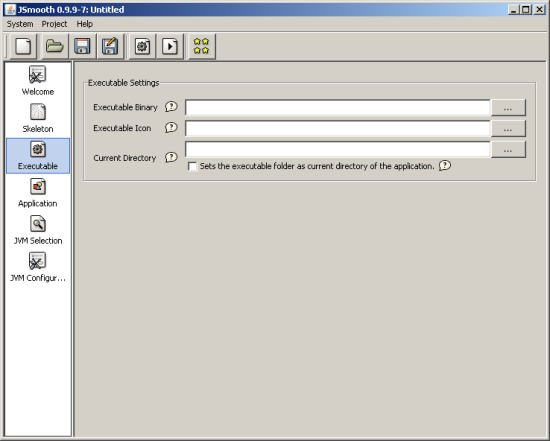 JSmooth 0.9.9-7: Untitled
System Project Help
Welcome
Skeleton
Executable
Application
JVM Selection
JVM Configur...
Executable Settings
Executable Binary ? ...
Executable Icon ? ...
Current Directory ? ...
Sets the executable folder as current directory of the application. ?